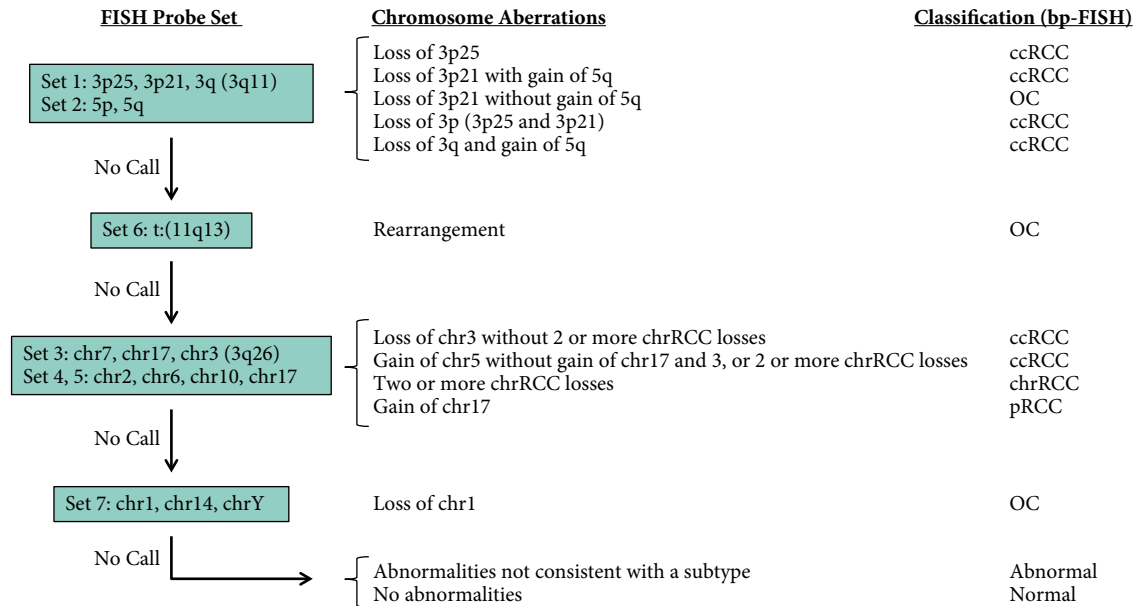 FISH Probe Set
Chromosome Aberrations
Classification (bp-FISH)
Set 1: 3p25, 3p21, 3q (3q11)
Set 2: 5p, 5q
Loss of 3p25
ccRCC
Loss of 3p21 with gain of 5q
ccRCC
Loss of 3p21 without gain of 5q
OC
Loss of 3p (3p25 and 3p21)
ccRCC
Loss of 3q and gain of 5q
ccRCC
No Call
Set 6: t:(11q13)
Rearrangement
OC
No Call
Set 3: chr7, chr17, chr3 (3q26)
Set 4, 5: chr2, chr6, chr10, chr17
Loss of chr3 without 2 or more chrRCC losses
ccRCC
Gain of chr5 without gain of chr17 and 3, or 2 or more chrRCC losses
ccRCC
Two or more chrRCC losses
chrRCC
Gain of chr17
pRCC
No Call
Set 7: chr1, chr14, chrY
Loss of chr1
OC
No Call
Abnormalities not consistent with a subtype
Abnormal
No abnormalities
Normal